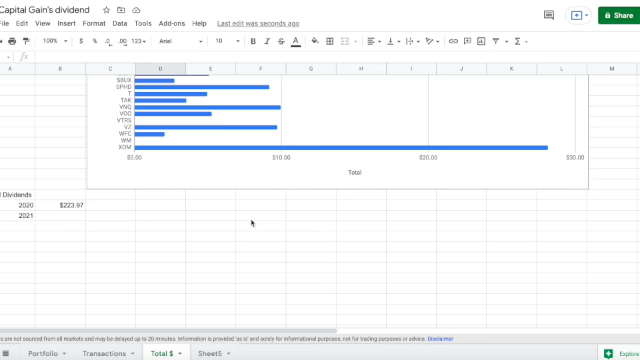 Capital Gain's dividend
File Edit View Insert Format Data Tools Add-ons Help Last edit was seconds ago
Share
100% $ % .0 .00 123 Arial 10 B I S A
fx
A B C D E F G H I J K L M
SBUX
SPHD
T
TAK
VNQ
VOO
VTRS
VZ
WFC
WM
XOM
$0.00 $10.00 $20.00 $30.00
Total
Dividends
2020 $223.97
2021
are not sourced from all markets and may be delayed up to 20 minutes. Information is provided 'as is' and solely for informational purposes, not for trading purposes or advice. Disclaimer
Portfolio Transactions Total $ Sheet5 Explore